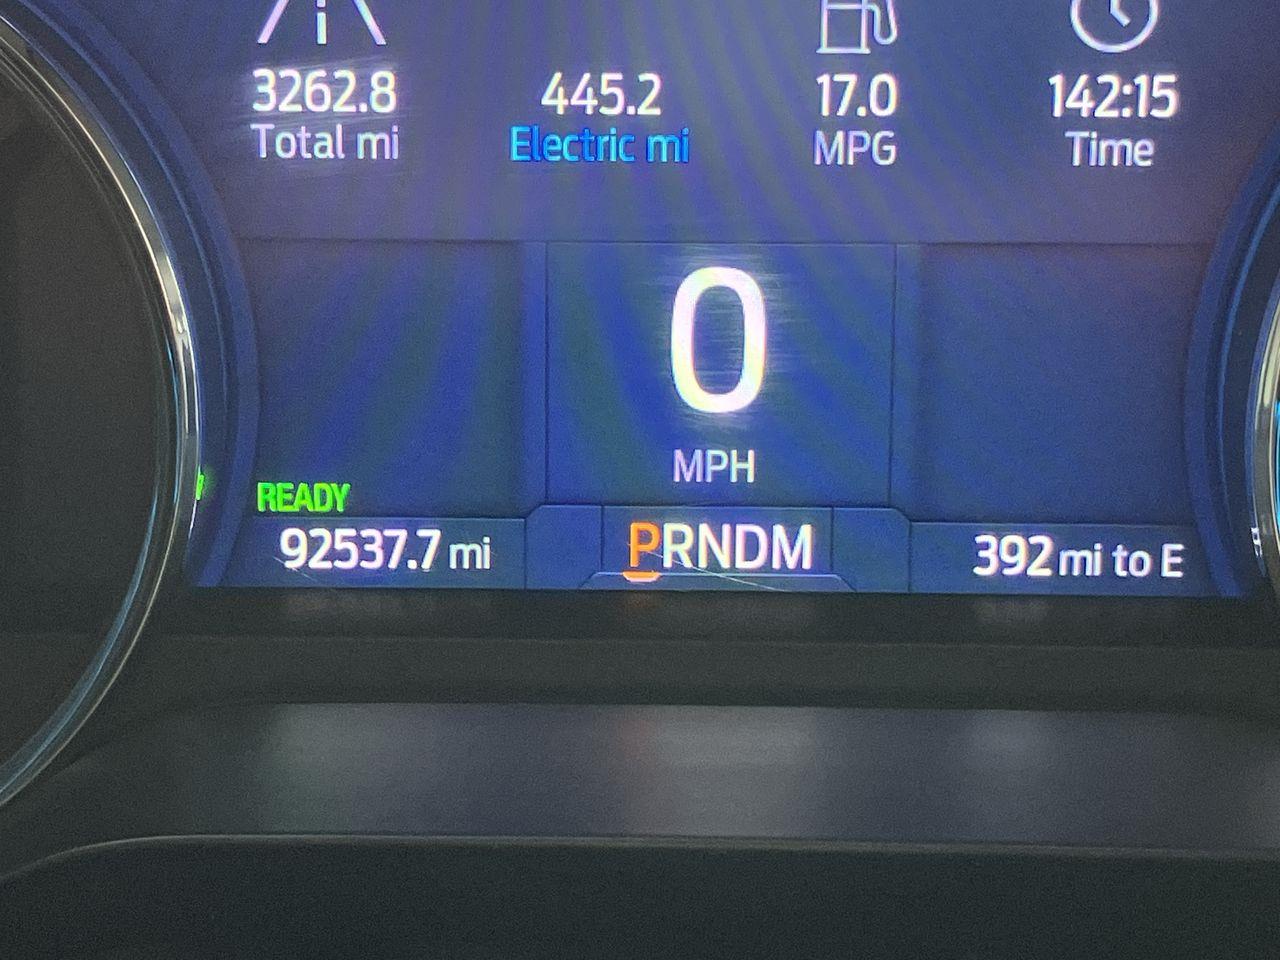 3262.8 445.2 17.0 142:15
Total mi Electric mi MPG Time
0
MPH
READY
92537.7 mi PRNDM 392 mi to E